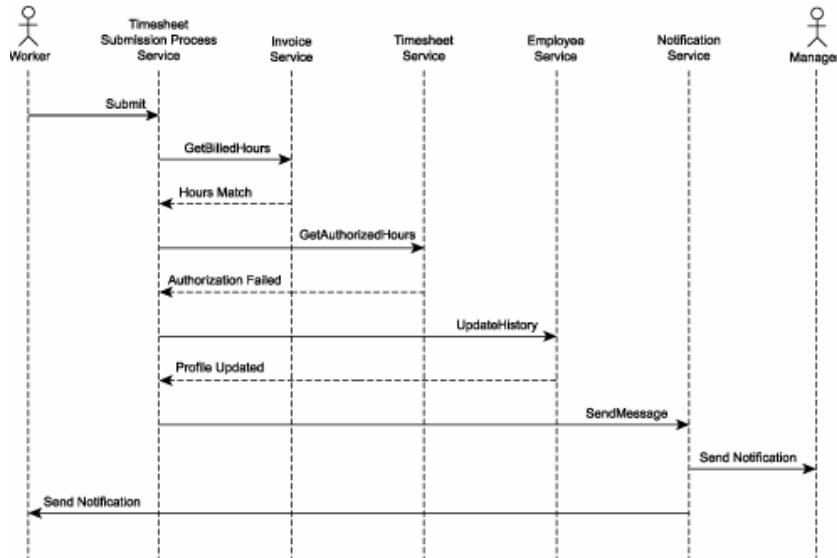 Worker
Timesheet
Submission Process
Service
Invoice
Service
Timesheet
Service
Employee
Service
Notification
Service
Manager
Submit
GetBilledHours
Hours Match
GetAuthorizedHours
Authorization Failed
UpdateHistory
Profile Updated
SendMessage
Send Notification
Send Notification